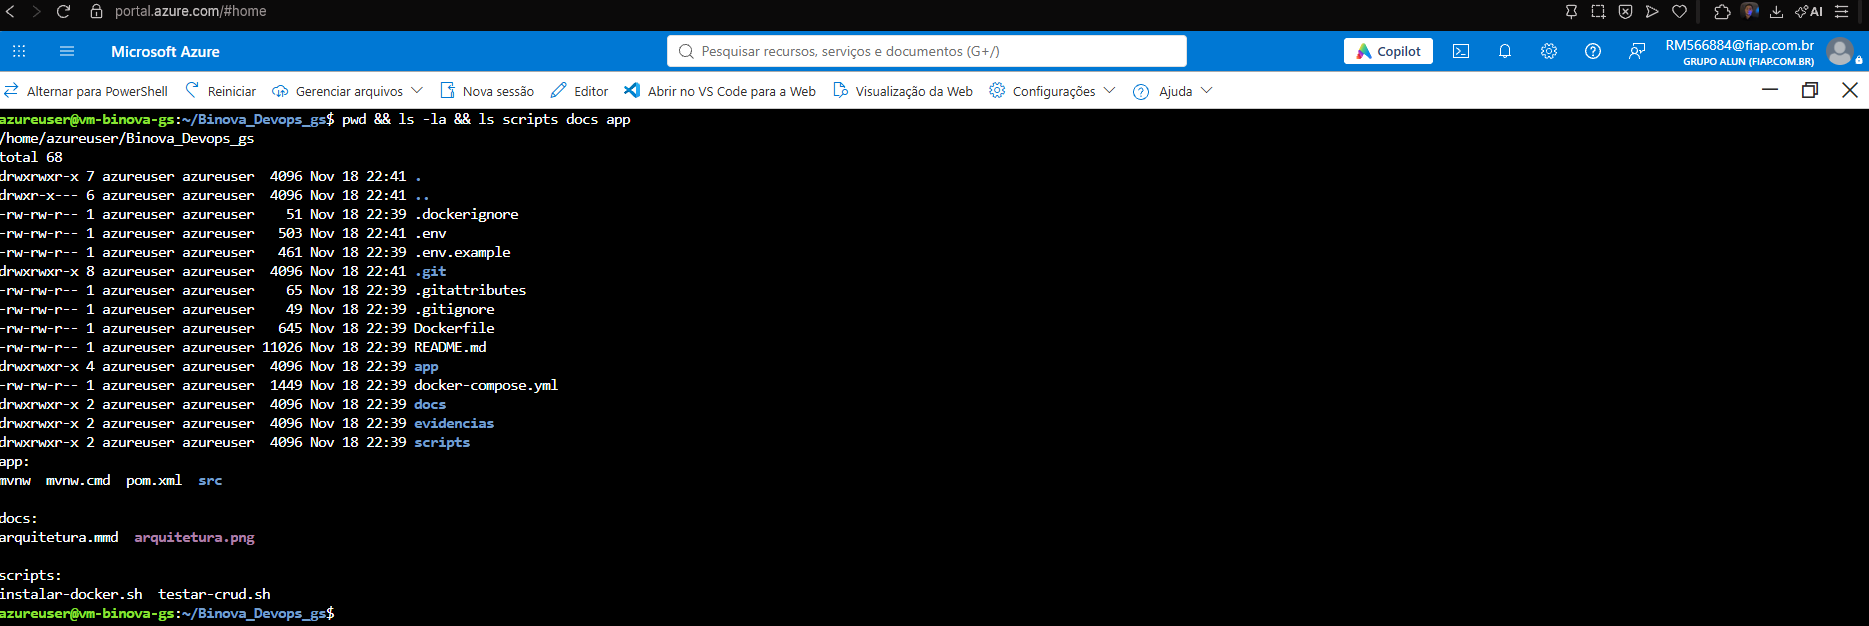 portal.azure.com/#home
AI
Microsoft Azure
Pesquisar recursos, serviços e documentos (G+/)
Copilot
RM566884@fiap.com.br
GRUPO ALUN (FIAP.COM.BR)
Alternar para PowerShell Reiniciar Gerenciar arquivos Nova sessão Editor Abrir no VS Code para a Web Visualização da Web Configurações Ajuda
azureuser@vm-binova-gs:~/Binova_Devops_gs$ pwd && ls -la && ls scripts docs app
/home/azureuser/Binova_Devops_gs
total 68
drwxrwxr-x 7 azureuser azureuser  4096 Nov 18 22:41 .
drwxr-x--- 6 azureuser azureuser  4096 Nov 18 22:41 ..
-rw-rw-r-- 1 azureuser azureuser    51 Nov 18 22:39 .dockerignore
-rw-rw-r-- 1 azureuser azureuser   503 Nov 18 22:41 .env
-rw-rw-r-- 1 azureuser azureuser   461 Nov 18 22:39 .env.example
drwxrwxr-x 8 azureuser azureuser  4096 Nov 18 22:41 .git
-rw-rw-r-- 1 azureuser azureuser    65 Nov 18 22:39 .gitattributes
-rw-rw-r-- 1 azureuser azureuser    49 Nov 18 22:39 .gitignore
-rw-rw-r-- 1 azureuser azureuser   645 Nov 18 22:39 Dockerfile
-rw-rw-r-- 1 azureuser azureuser 11026 Nov 18 22:39 README.md
drwxrwxr-x 4 azureuser azureuser  4096 Nov 18 22:39 app
-rw-rw-r-- 1 azureuser azureuser  1449 Nov 18 22:39 docker-compose.yml
drwxrwxr-x 2 azureuser azureuser  4096 Nov 18 22:39 docs
drwxrwxr-x 2 azureuser azureuser  4096 Nov 18 22:39 evidencias
drwxrwxr-x 2 azureuser azureuser  4096 Nov 18 22:39 scripts
app:
mvnw  mvnw.cmd  pom.xml  src
docs:
arquitetura.mmd  arquitetura.png
scripts:
instalar-docker.sh  testar-crud.sh
azureuser@vm-binova-gs:~/Binova_Devops_gs$